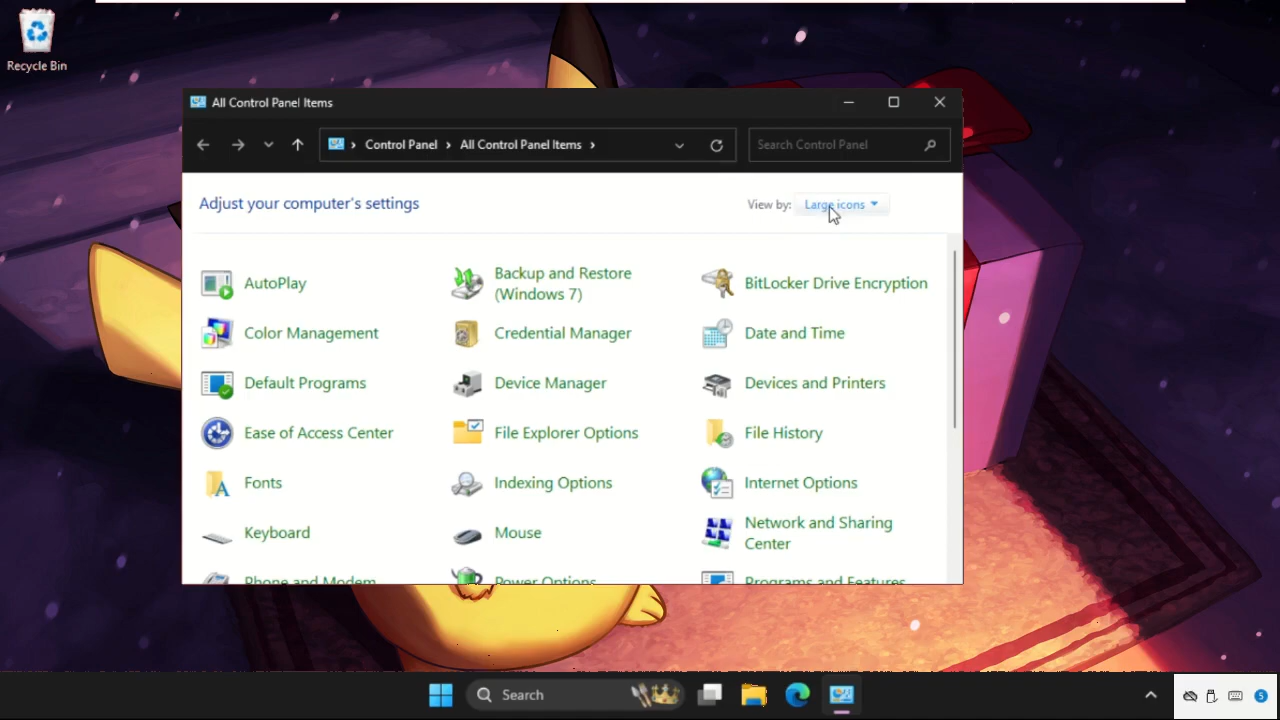 Recycle Bin
All Control Panel Items
Control Panel > All Control Panel Items >
Search Control Panel
Adjust your computer's settings
View by: Large icons
AutoPlay
Backup and Restore
(Windows 7)
BitLocker Drive Encryption
Color Management
Credential Manager
Date and Time
Default Programs
Device Manager
Devices and Printers
Ease of Access Center
File Explorer Options
File History
Fonts
Indexing Options
Internet Options
Keyboard
Mouse
Network and Sharing
Center
Phone and Modem
Power Options
Programs and Features
Search
5